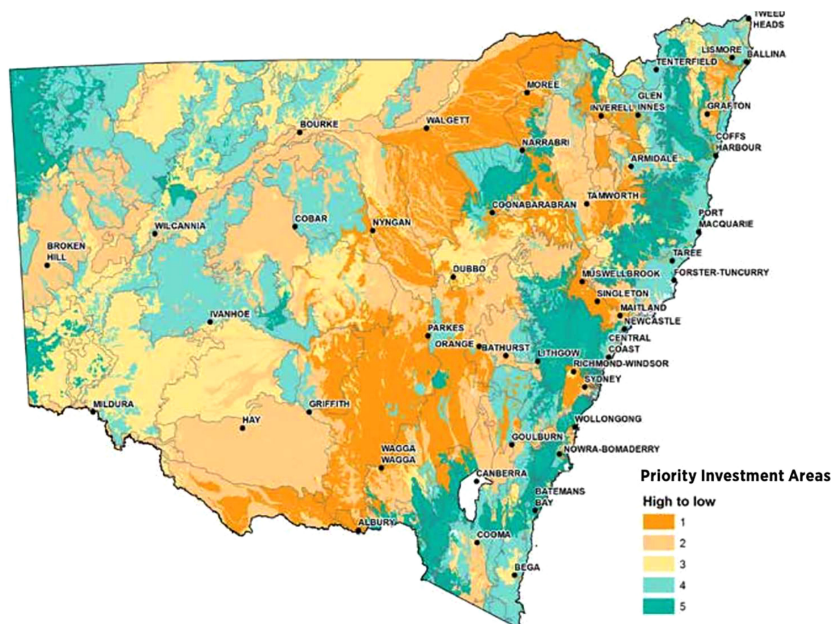 TWEED
HEADS
LISMORE
BALLINA
TENTERFIELD
MOREE
GLEN
INNES
INVERELL
GRAFTON
WALGETT
BOURKE
COFFS
HARBOUR
NARRABRI
ARMIDALE
TAMWORTH
COONABARABRAN
PORT
MACQUARIE
COBAR
NYNGAN
WILCANNIA
BROKEN
HILL
TAREE
DUBBO
MUSWELLBROOK
FORSTER-TUNCURRY
SINGLETON
MAITLAND
IVANHOE
NEWCASTLE
PARKES
CENTRAL
COAST
ORANGE
BATHURST
LITHGOW
RICHMOND-WINDSOR
SYDNEY
MILDURA
GRIFFITH
HAY
WOLLONGONG
GOULBURN
NOWRA-BOMADERRY
WAGGA
WAGGA
CANBERRA
BATEMANS
BAY
ALBURY
COOMA
BEGA
Priority Investment Areas
High to low
1
2
3
4
5